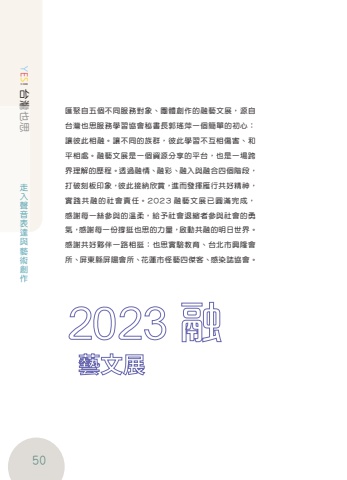 YES! 台灣也思
走入聲音表達與藝術創作
匯聚自五個不同服務對象、團體創作的融藝文展，源自
台灣也思服務學習協會秘書長郭瑤萍一個簡單的初心：
讓彼此相融。讓不同的族群，彼此學習不互相傷害、和
平相處。融藝文展是一個資源分享的平台，也是一場跨
界理解的歷程。透過融情、融彩、融入與融合四個階段，
打破刻板印象，彼此接納欣賞，進而發揮雁行共好精神，
實踐共融的社會責任。2023 融藝文展已圓滿完成，
感謝每一絲參與的溫柔，給予社會退縮者參與社會的勇
氣，感謝每一份撐挺也思的力量，啟動共融的明日世界。
感謝共好夥伴一路相挺：也思實驗教育、台北市興隆會
所、屏東縣屏鵬會所、花蓮市怪藝四傑客、感染誌協會。
2023 融
藝文展
50